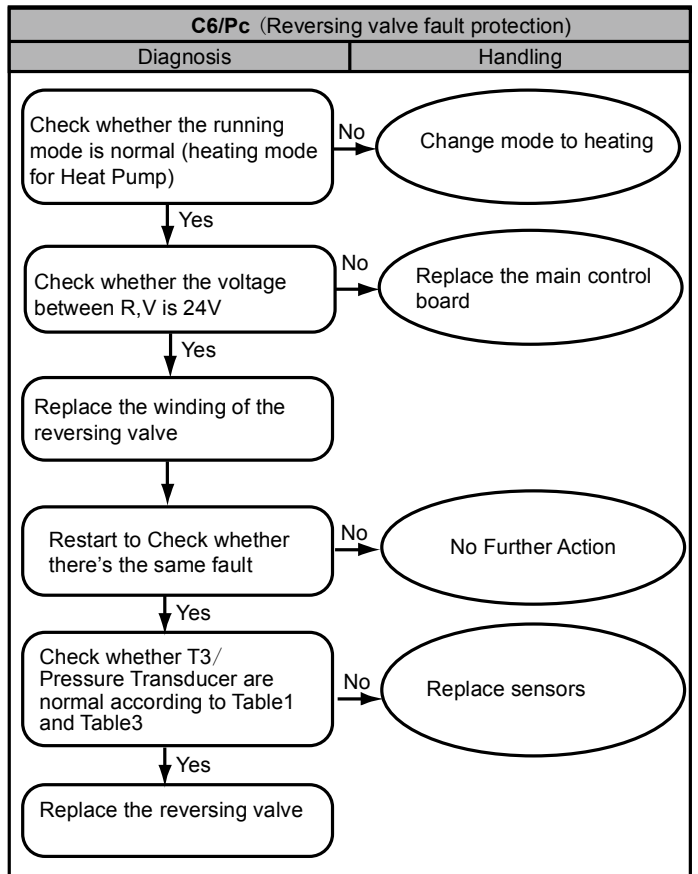 C6/Pc (Reversing valve fault protection)
Diagnosis
Handling
Check whether the running
mode is normal (heating mode
for Heat Pump)
No
Change mode to heating
Yes
Check whether the voltage
between R,V is 24V
No
Replace the main control
board
Yes
Replace the winding of the
reversing valve
Restart to Check whether
there's the same fault
No
No Further Action
Yes
Check whether T3/
Pressure Transducer are
normal according to Table1
and Table3
No
Replace sensors
Yes
Replace the reversing valve